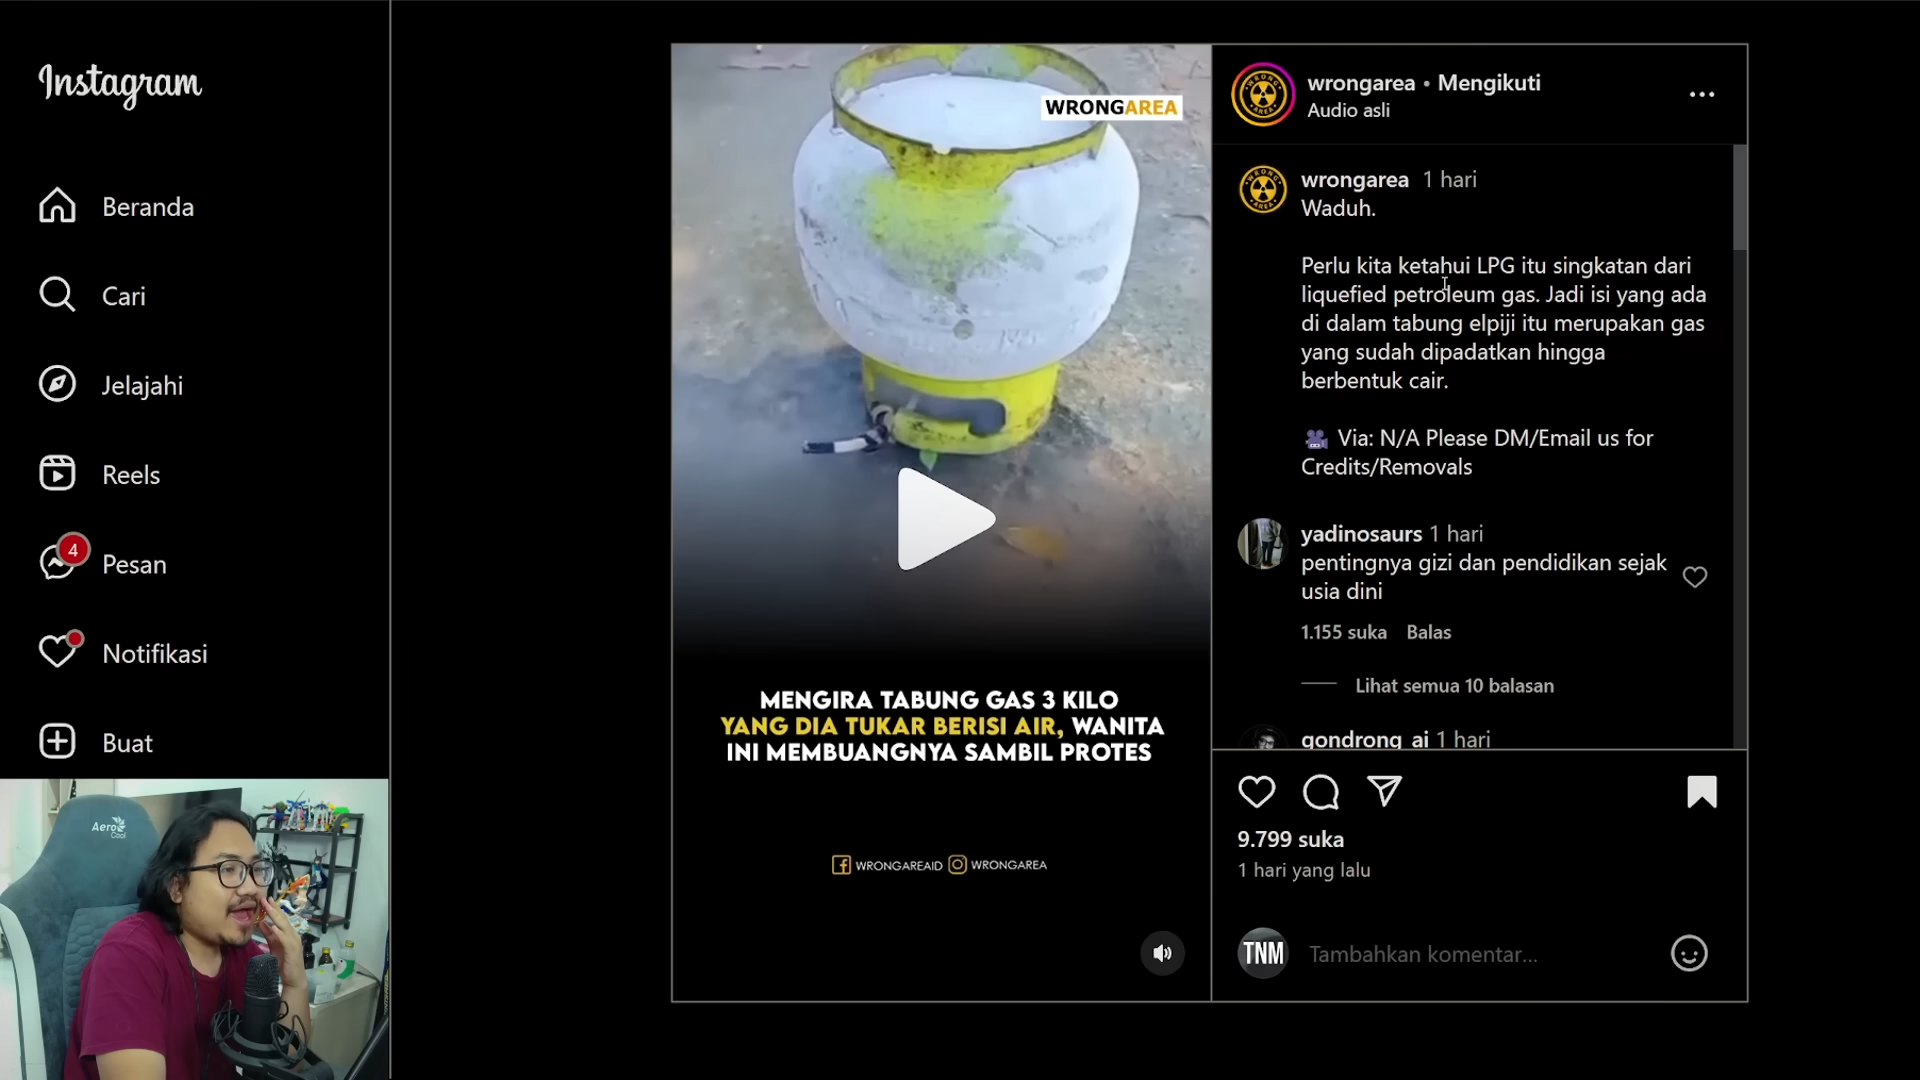 Instagram
Beranda
Cari
Jelajahi
Reels
4
Pesan
Notifikasi
Buat
Aero
Cool
WRONGAREA
MENGIRA TABUNG GAS 3 KILO
YANG DIA TUKAR BERISI AIR, WANITA
INI MEMBUANGNYA SAMBIL PROTES
WRONGAREAID WRONGAREA
wrongarea • Mengikuti
Audio asli
wrongarea 1 hari
Waduh.
Perlu kita ketahui LPG itu singkatan dari
liquefied petroleum gas. Jadi isi yang ada
di dalam tabung elpiji itu merupakan gas
yang sudah dipadatkan hingga
berbentuk cair.
Via: N/A Please DM/Email us for
Credits/Removals
yadinosaurs 1 hari
pentingnya gizi dan pendidikan sejak
usia dini
1.155 suka Balas
Lihat semua 10 balasan
gondrong_ai 1 hari
9.799 suka
1 hari yang lalu
TNM
Tambahkan komentar...